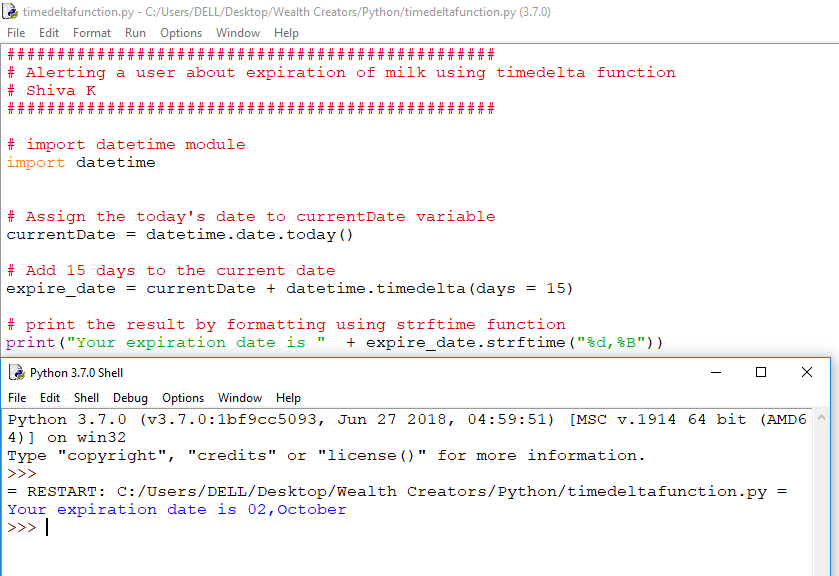 timedeltafunction.py - C:/Users/DELL/Desktop/Wealth Creators/Python/timedeltafunction.py (3.7.0)
File Edit Format Run Options Window Help
#################################################
# Alerting a user about expiration of milk using timedelta function
# Shiva K
#################################################
# import datetime module
import datetime
# Assign the today's date to currentDate variable
currentDate = datetime.date.today()
# Add 15 days to the current date
expire_date = currentDate + datetime.timedelta(days = 15)
# print the result by formatting using strftime function
print("Your expiration date is "  + expire_date.strftime("%d,%B"))
Python 3.7.0 Shell
File Edit Shell Debug Options Window Help
Python 3.7.0 (v3.7.0:1bf9cc5093, Jun 27 2018, 04:59:51) [MSC v.1914 64 bit (AMD6
4)] on win32
Type "copyright", "credits" or "license()" for more information.
>>>
= RESTART: C:/Users/DELL/Desktop/Wealth Creators/Python/timedeltafunction.py =
Your expiration date is 02,October
>>>